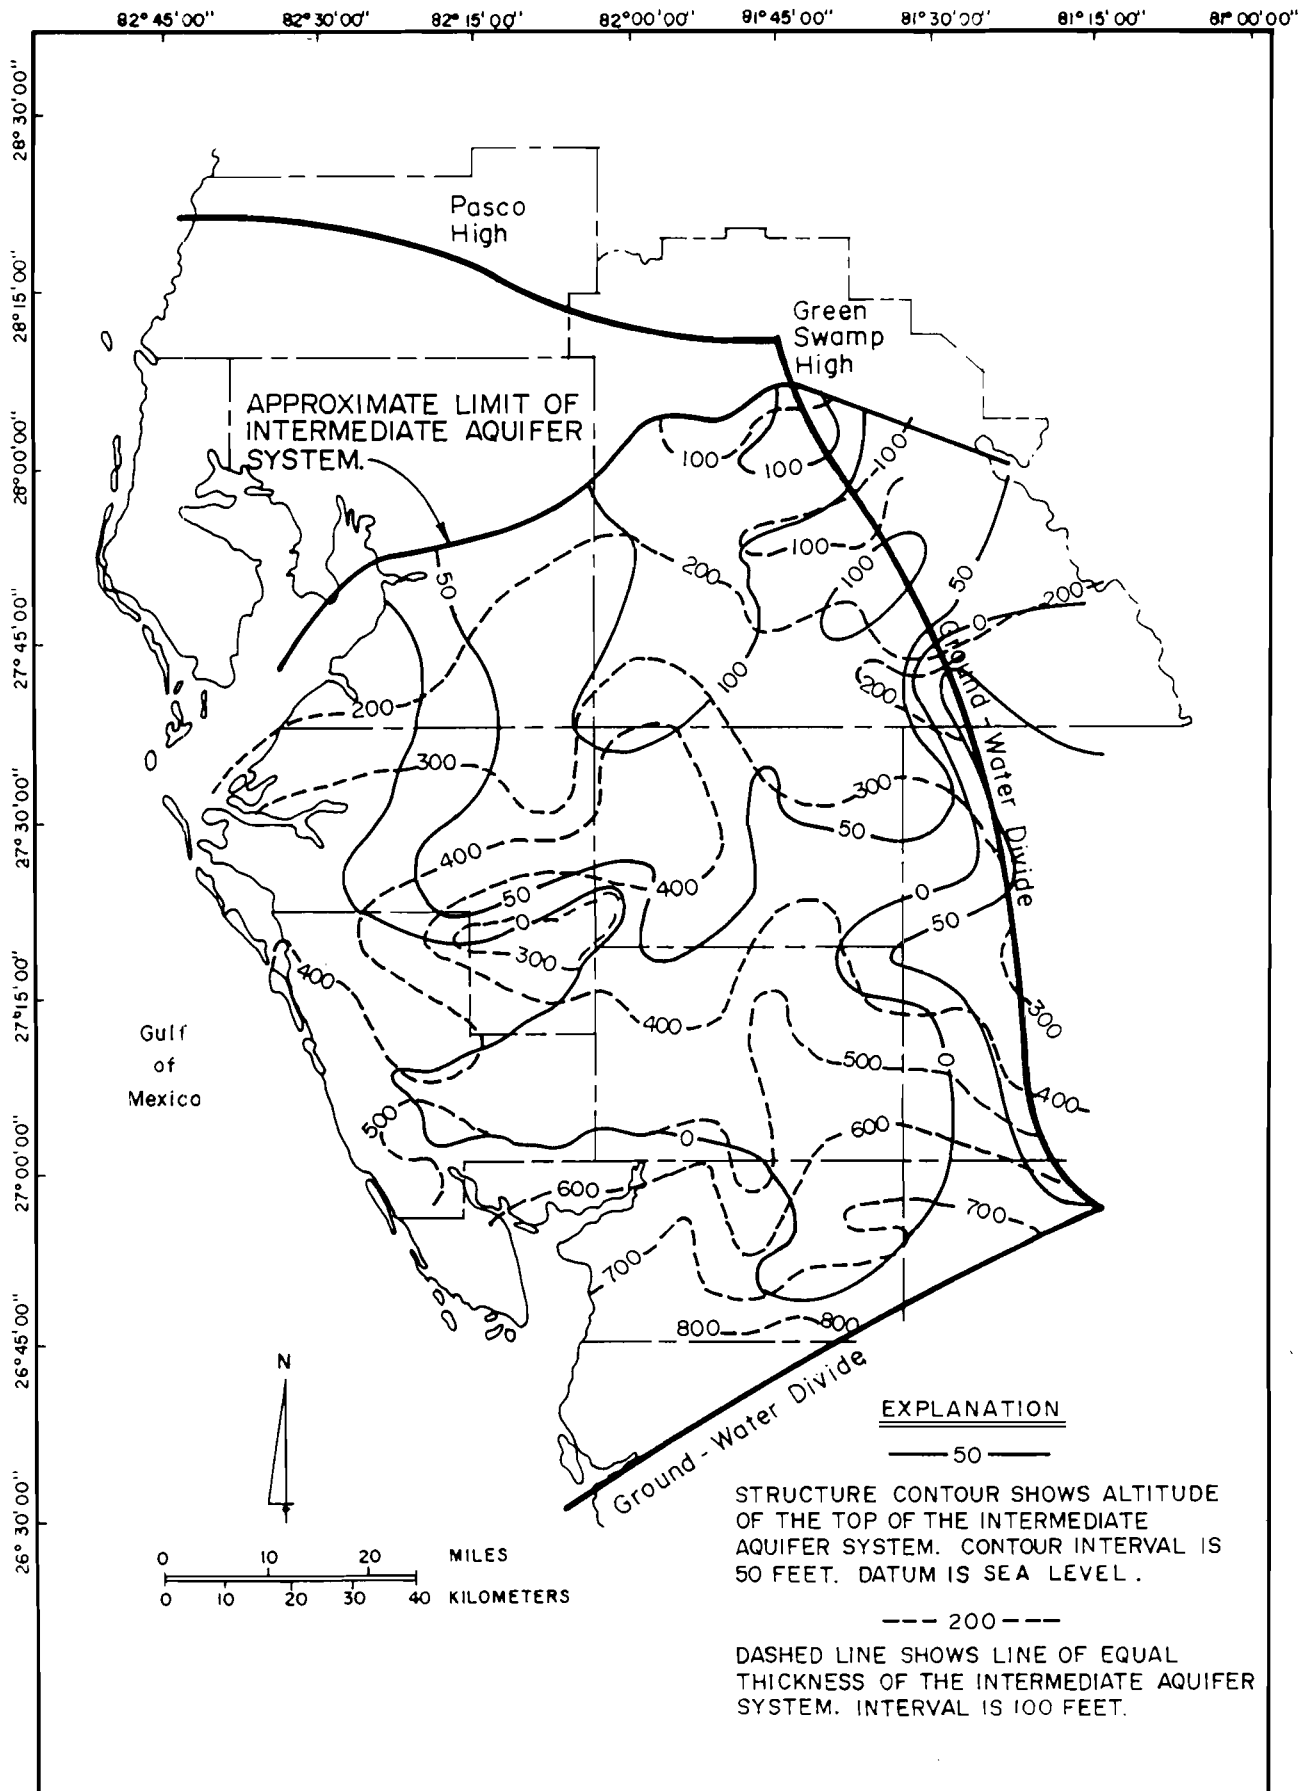 82°45'00" 82°30'00" 82°15'00" 82°00'00" 81°45'00" 81°30'00" 81°15'00" 81°00'00"
28°30'00"
28°15'00"
28°00'00"
27°45'00"
27°30'00"
27°15'00"
27°00'00"
26°45'00"
26°30'00"
Pasco
High
Green
Swamp
High
APPROXIMATE LIMIT OF
INTERMEDIATE AQUIFER
SYSTEM.
100
100
100
100
100
50
200
50
200
0
100
200
200
300
300
50
400
400
50
0
0
50
300
400
400
300
500
0
400
500
600
0
600
700
700
800
800
Ground-Water Divide
Gulf
of
Mexico
Ground-Water Divide
N
0 10 20 MILES
0 10 20 30 40 KILOMETERS
EXPLANATION
50
STRUCTURE CONTOUR SHOWS ALTITUDE
OF THE TOP OF THE INTERMEDIATE
AQUIFER SYSTEM. CONTOUR INTERVAL IS
50 FEET. DATUM IS SEA LEVEL.
200
DASHED LINE SHOWS LINE OF EQUAL
THICKNESS OF THE INTERMEDIATE AQUIFER
SYSTEM. INTERVAL IS 100 FEET.